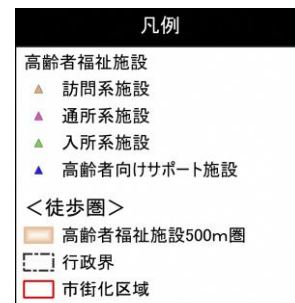 凡例
高齢者福祉施設
訪問系施設
通所系施設
入所系施設
高齢者向けサポート施設
＜徒歩圏＞
高齢者福祉施設500m圏
行政界
市街化区域